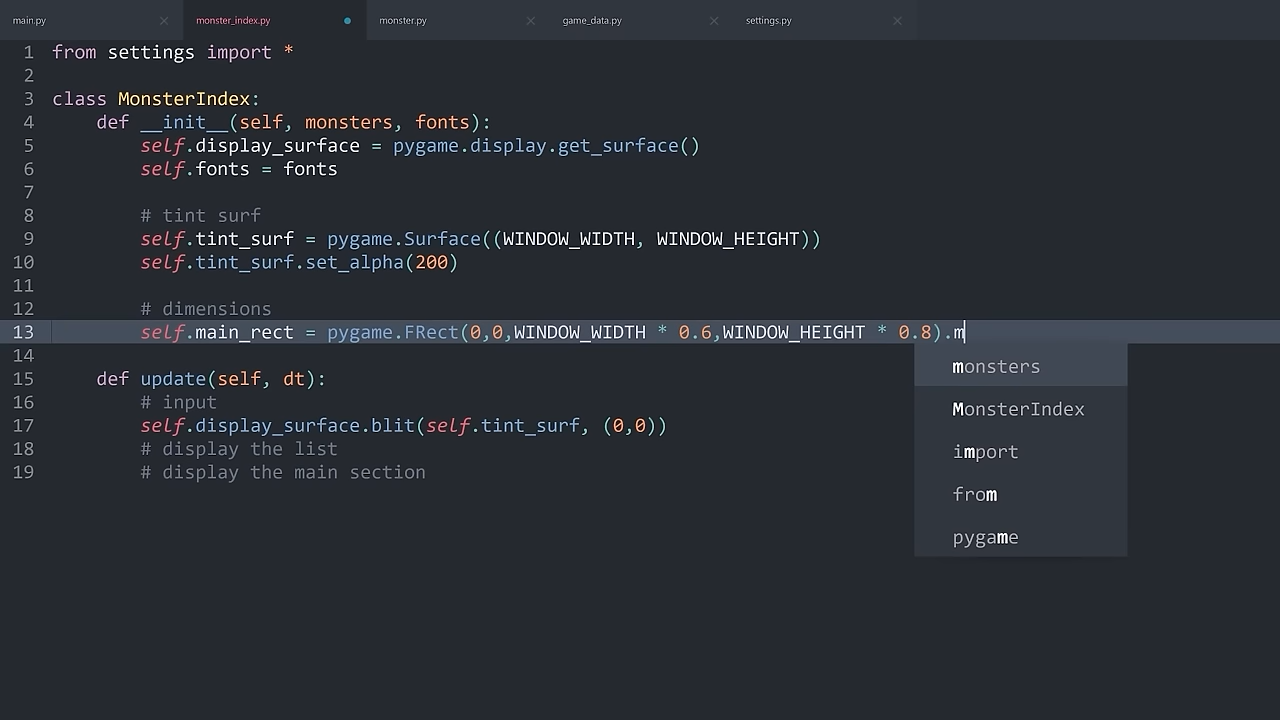 main.py monster_index.py monster.py game_data.py settings.py
1 from settings import *
2
3 class MonsterIndex:
4     def __init__(self, monsters, fonts):
5         self.display_surface = pygame.display.get_surface()
6         self.fonts = fonts
7
8         # tint surf
9         self.tint_surf = pygame.Surface((WINDOW_WIDTH, WINDOW_HEIGHT))
10         self.tint_surf.set_alpha(200)
11
12         # dimensions
13         self.main_rect = pygame.FRect(0,0,WINDOW_WIDTH * 0.6,WINDOW_HEIGHT * 0.8).m
14
15     def update(self, dt):
16         # input
17         self.display_surface.blit(self.tint_surf, (0,0))
18         # display the list
19         # display the main section
monsters
MonsterIndex
import
from
pygame